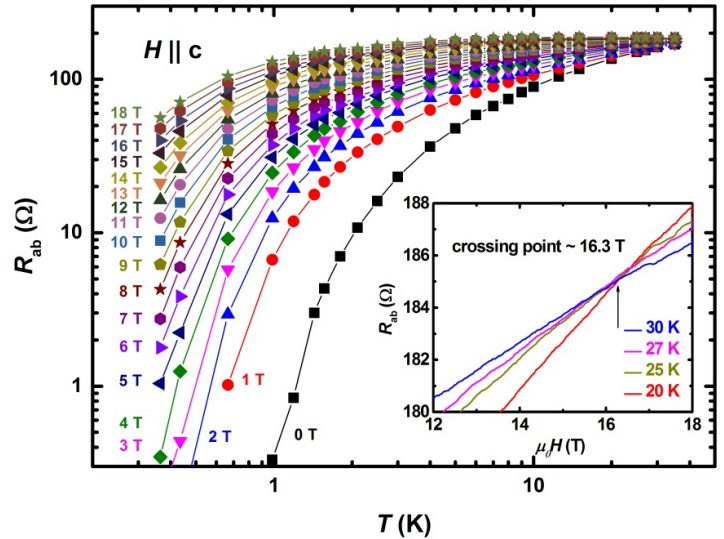 H || c
100
10
1
R_ab (Ω)
18 T
17 T
16 T
15 T
14 T
13 T
12 T
11 T
10 T
9 T
8 T
7 T
6 T
5 T
4 T
3 T
2 T
1 T
0 T
1
10
T (K)
188
186
184
182
180
R_ab (Ω)
crossing point ~ 16.3 T
30 K
27 K
25 K
20 K
12
14
16
18
μ₀H (T)